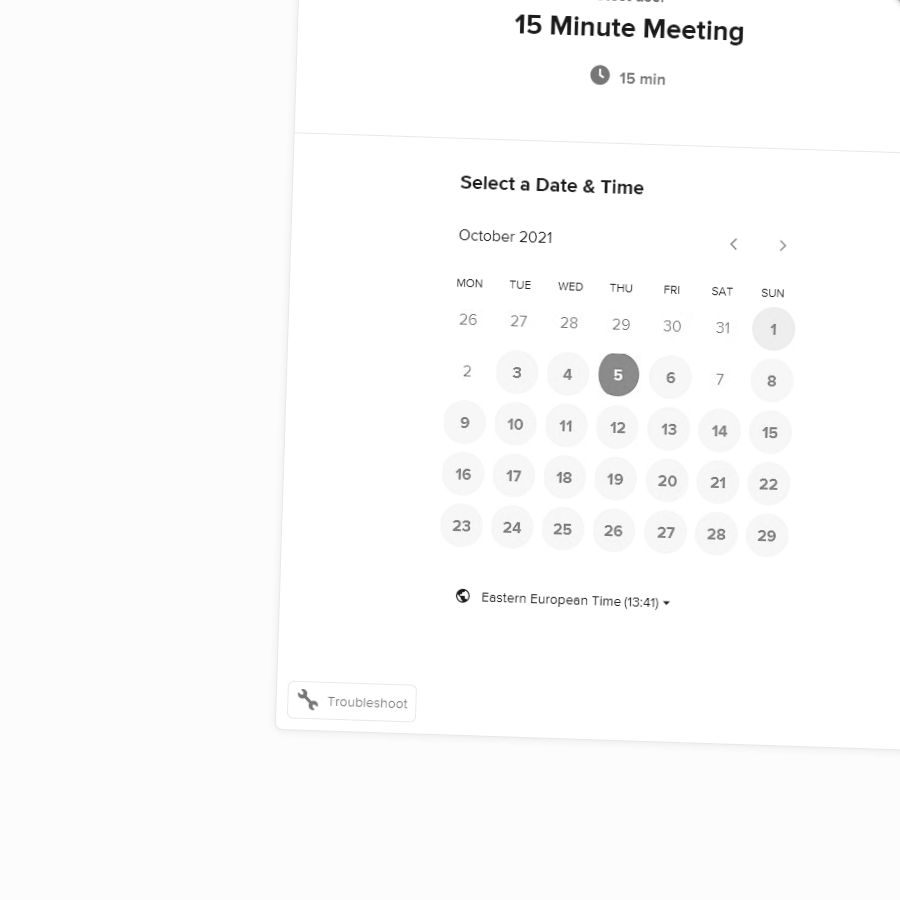 15 Minute Meeting
15 min
Select a Date & Time
October 2021
MON TUE WED THU FRI SAT SUN
26 27 28 29 30 31 1
2 3 4 5 6 7 8
9 10 11 12 13 14 15
16 17 18 19 20 21 22
23 24 25 26 27 28 29
Eastern European Time (13:41)
Troubleshoot